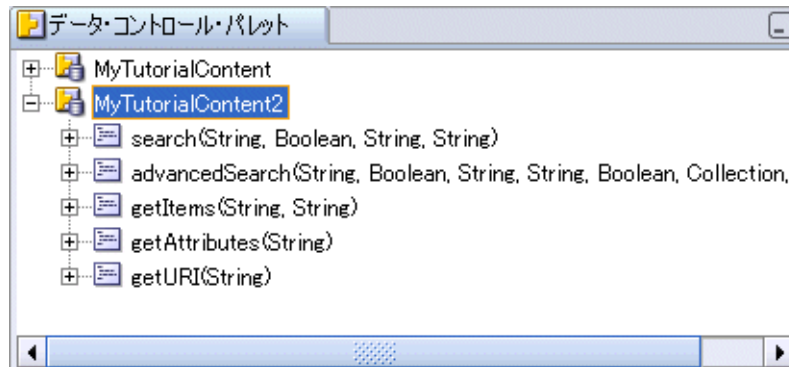 データ・コントロール・パレット
MyTutorialContent
MyTutorialContent2
search(String, Boolean, String, String)
advancedSearch(String, Boolean, String, String, Boolean, Collection,
getItems(String, String)
getAttributes(String)
getURI(String)